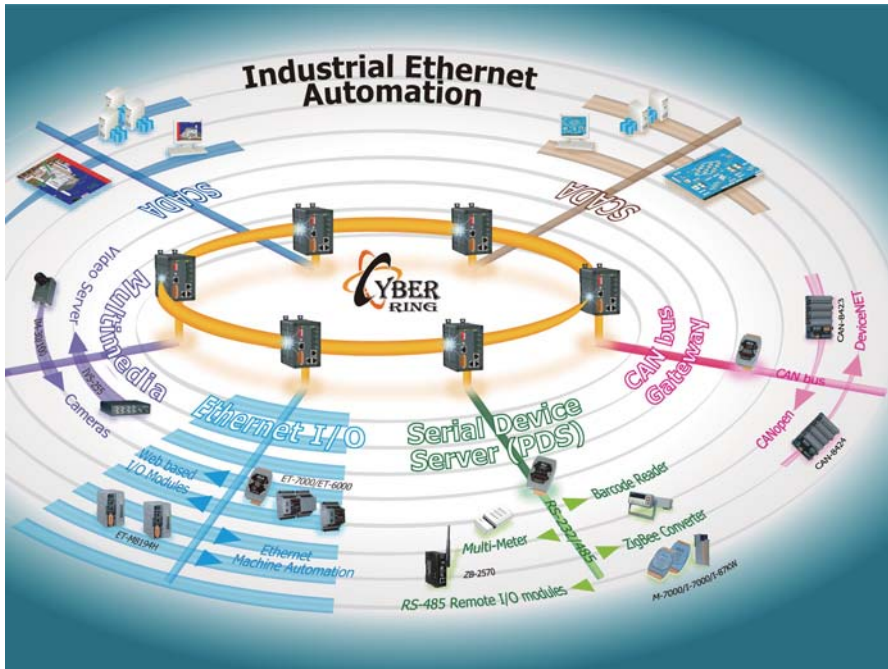 Industrial Ethernet
Automation
SCADA
SCADA
CYBER
RING
Video Server
Multimedia
iVS-255
Cameras
CAN bus
Gateway
CAN bus
CAN-8423
DeviceNET
CANopen
CAN-8424
Ethernet I/O
Web based
I/O Modules
ET-7000/ET-6000
ET-M8194H
Ethernet
Machine Automation
Serial Device
Server (PDS)
RS-232/485
Barcode Reader
Multi-Meter
ZigBee Converter
ZB-2570
RS-485 Remote I/O modules
M-7000/I-7000/I-87KW